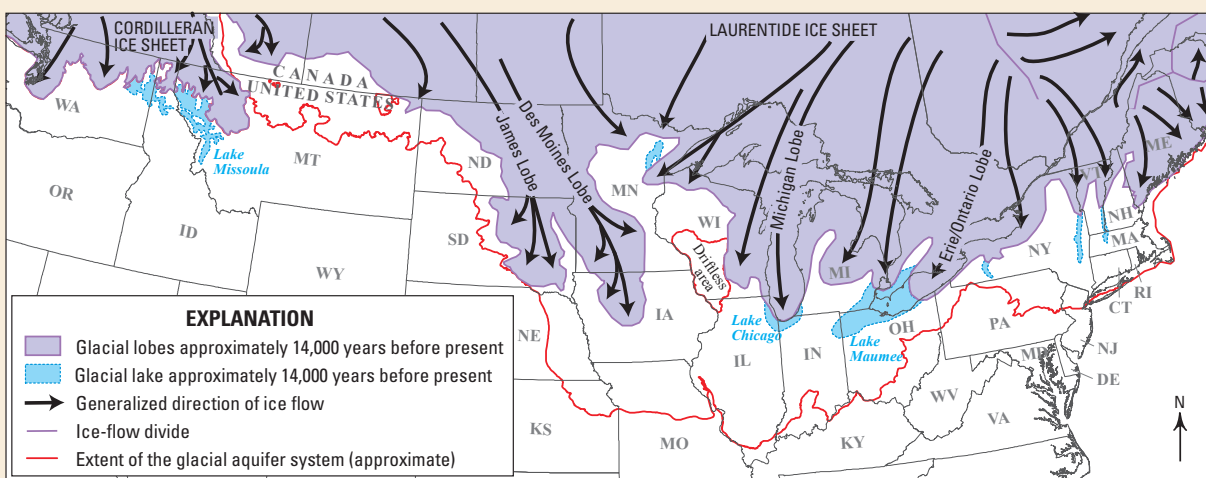 CORDILLERAN
ICE SHEET
LAURENTIDE ICE SHEET
CANADA
UNITED STATES
WA
Lake
Missoula
MT
ND
James Lobe
Des Moines Lobe
MN
WI
Michigan Lobe
Erie/Ontario Lobe
VT
ME
NH
MA
NY
OR
ID
WY
SD
Driftless
area
MI
RI
CT
NE
IA
Lake
Chicago
IL
IN
Lake
Maumee
OH
PA
NJ
MD
DE
WV
VA
KS
MO
KY
N
EXPLANATION
Glacial lobes approximately 14,000 years before present
Glacial lake approximately 14,000 years before present
Generalized direction of ice flow
Ice-flow divide
Extent of the glacial aquifer system (approximate)